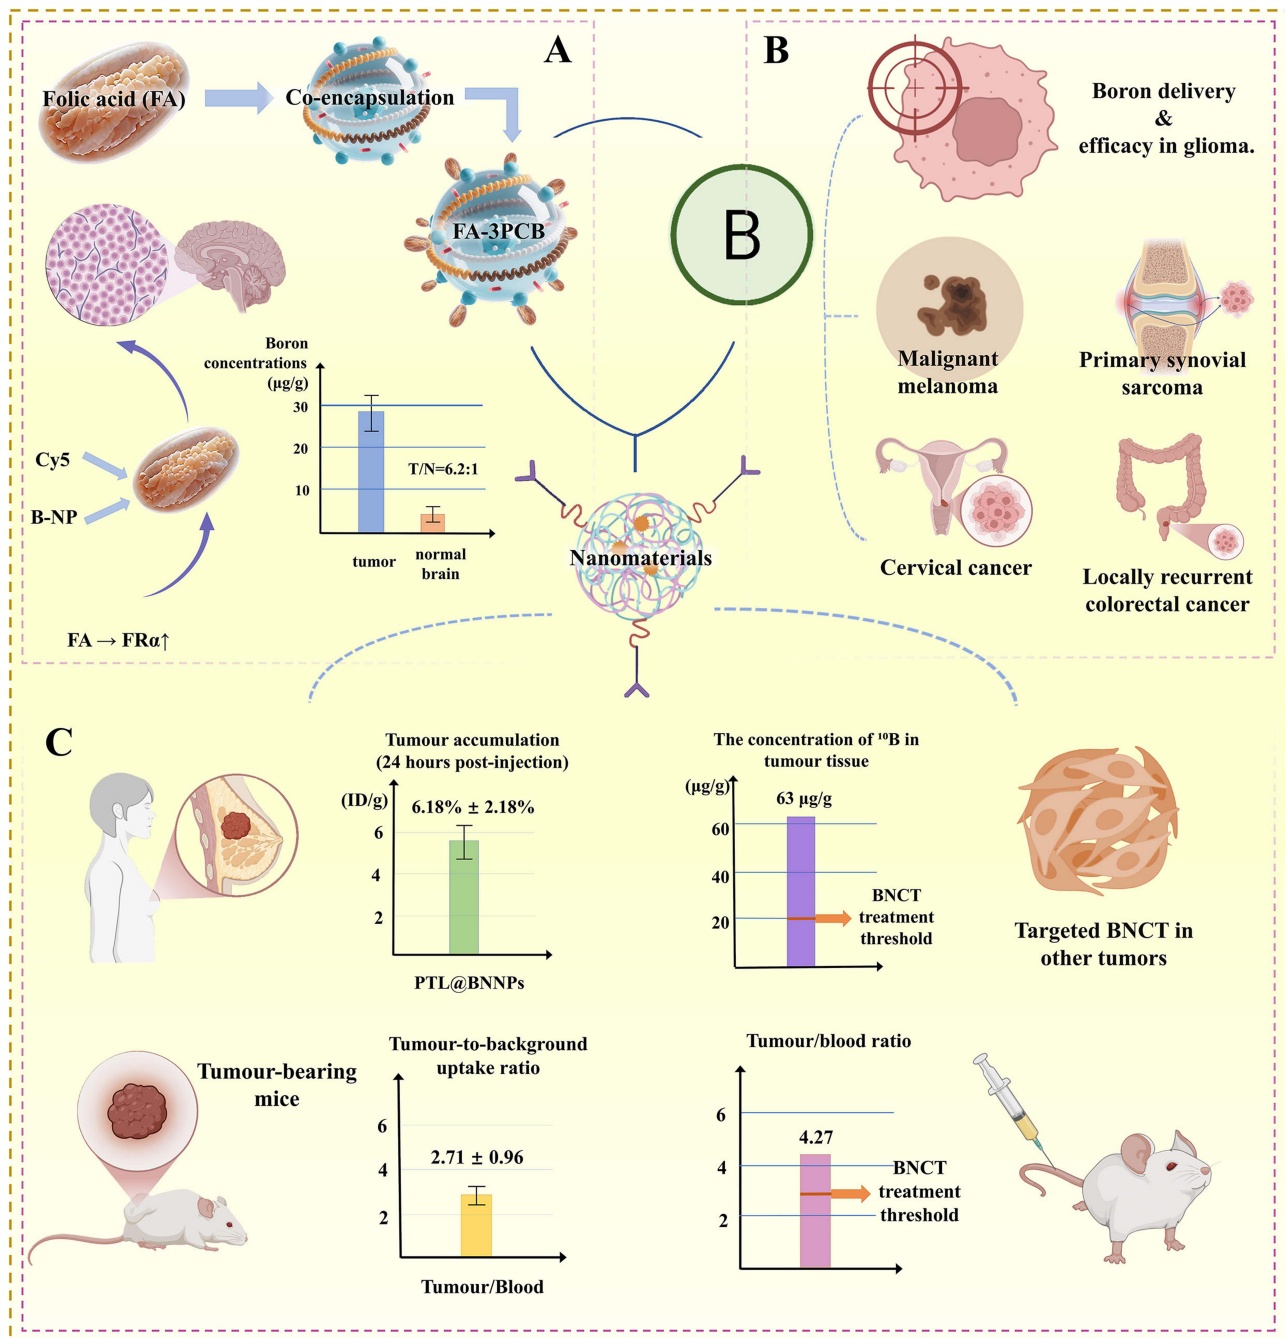 A
Folic acid (FA)
Co-encapsulation
FA-3PCB
Boron
concentrations
(μg/g)
30
20
10
T/N=6.2:1
tumor
normal
brain
Cy5
B-NP
FA → FRα↑
B
B
Boron delivery
&
efficacy in glioma.
Malignant
melanoma
Primary synovial
sarcoma
Cervical cancer
Locally recurrent
colorectal cancer
Nanomaterials
C
Tumour accumulation
(24 hours post-injection)
(ID/g)
6.18% ± 2.18%
6
4
2
PTL@BNNPs
The concentration of ¹⁰B in
tumour tissue
(μg/g)
63 μg/g
60
40
20
BNCT
treatment
threshold
Targeted BNCT in
other tumors
Tumour-bearing
mice
Tumour-to-background
uptake ratio
6
4
2
2.71 ± 0.96
Tumour/Blood
Tumour/blood ratio
6
4
2
4.27
BNCT
treatment
threshold